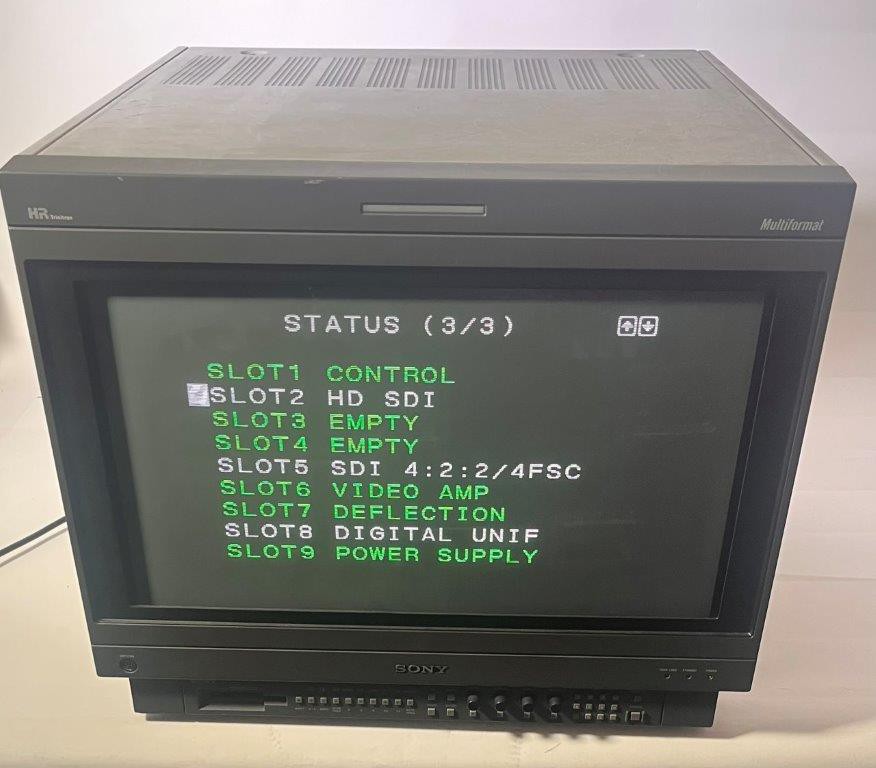 HR Trinitron
Multiformat
STATUS (3/3)
SLOT1 CONTROL
SLOT2 HD SDI
SLOT3 EMPTY
SLOT4 EMPTY
SLOT5 SDI 4:2:2/4FSC
SLOT6 VIDEO AMP
SLOT7 DEFLECTION
SLOT8 DIGITAL UNIF
SLOT9 POWER SUPPLY
SONY